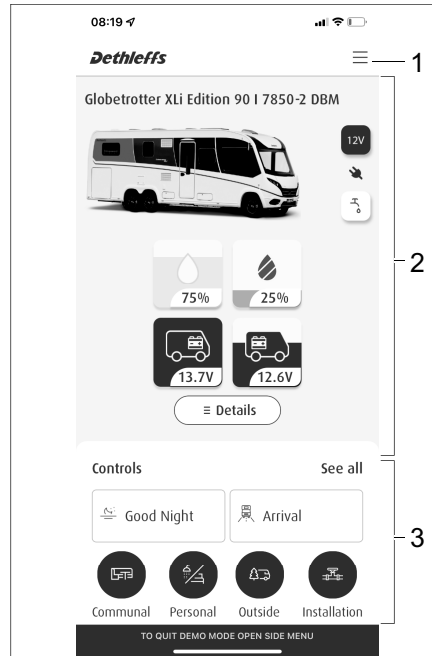 08:19
Dethleffs
1
Globetrotter XLi Edition 90 I 7850-2 DBM
12V
2
75%
25%
13.7V
12.6V
Details
Controls
See all
Good Night
Arrival
3
Communal
Personal
Outside
Installation
TO QUIT DEMO MODE OPEN SIDE MENU